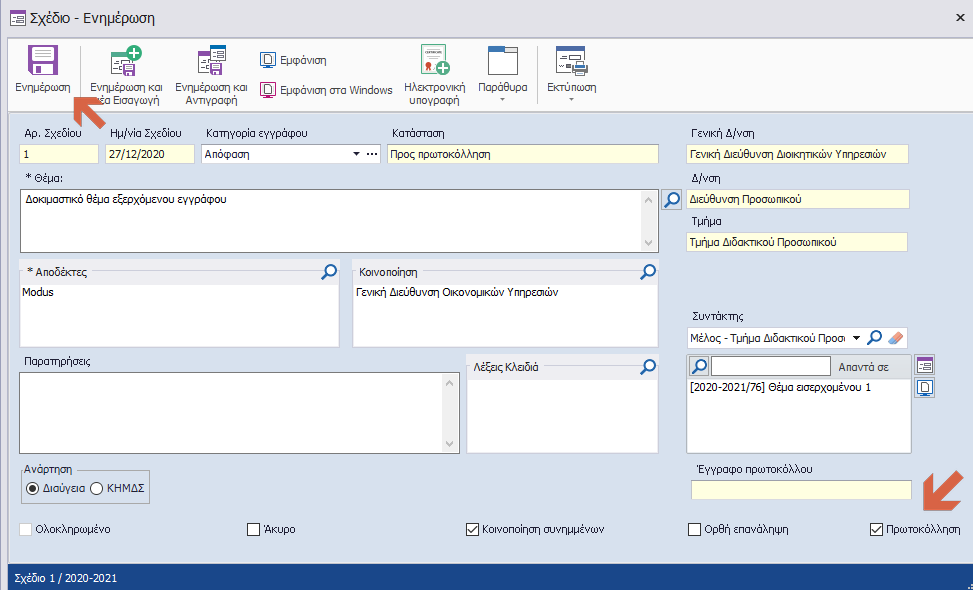 Σχέδιο - Ενημέρωση
Ενημέρωση
Ενημέρωση και
έα Εισαγωγή
Ενημέρωση και
Αντιγραφή
Εμφάνιση
Εμφάνιση στα Windows
Ηλεκτρονική
υπογραφή
Παράθυρα
Εκτύπωση
Αρ. Σχεδίου
Ημ/νία Σχεδίου
Κατηγορία εγγράφου
Κατάσταση
Γενική Δ/νση
1
27/12/2020
Απόφαση
Προς πρωτοκόλληση
Γενική Διεύθυνση Διοικητικών Υπηρεσιών
* Θέμα:
Δ/νση
Δοκιμαστικό θέμα εξερχόμενου εγγράφου
Διεύθυνση Προσωπικού
Τμήμα
Τμήμα Διδακτικού Προσωπικού
* Αποδέκτες
Κοινοποίηση
Modus
Γενική Διεύθυνση Οικονομικών Υπηρεσιών
Συντάκτης
Μέλος - Τμήμα Διδακτικού Προσι
Παρατηρήσεις
Λέξεις Κλειδιά
Απαντά σε
[2020-2021/76] Θέμα εισερχομένου 1
Ανάρτηση
Έγγραφο πρωτοκόλλου
Διαύγεια
ΚΗΜΔΣ
Ολοκληρωμένο
Άκυρο
Κοινοποίηση συνημμένων
Ορθή επανάληψη
Πρωτοκόλληση
Σχέδιο 1 / 2020-2021